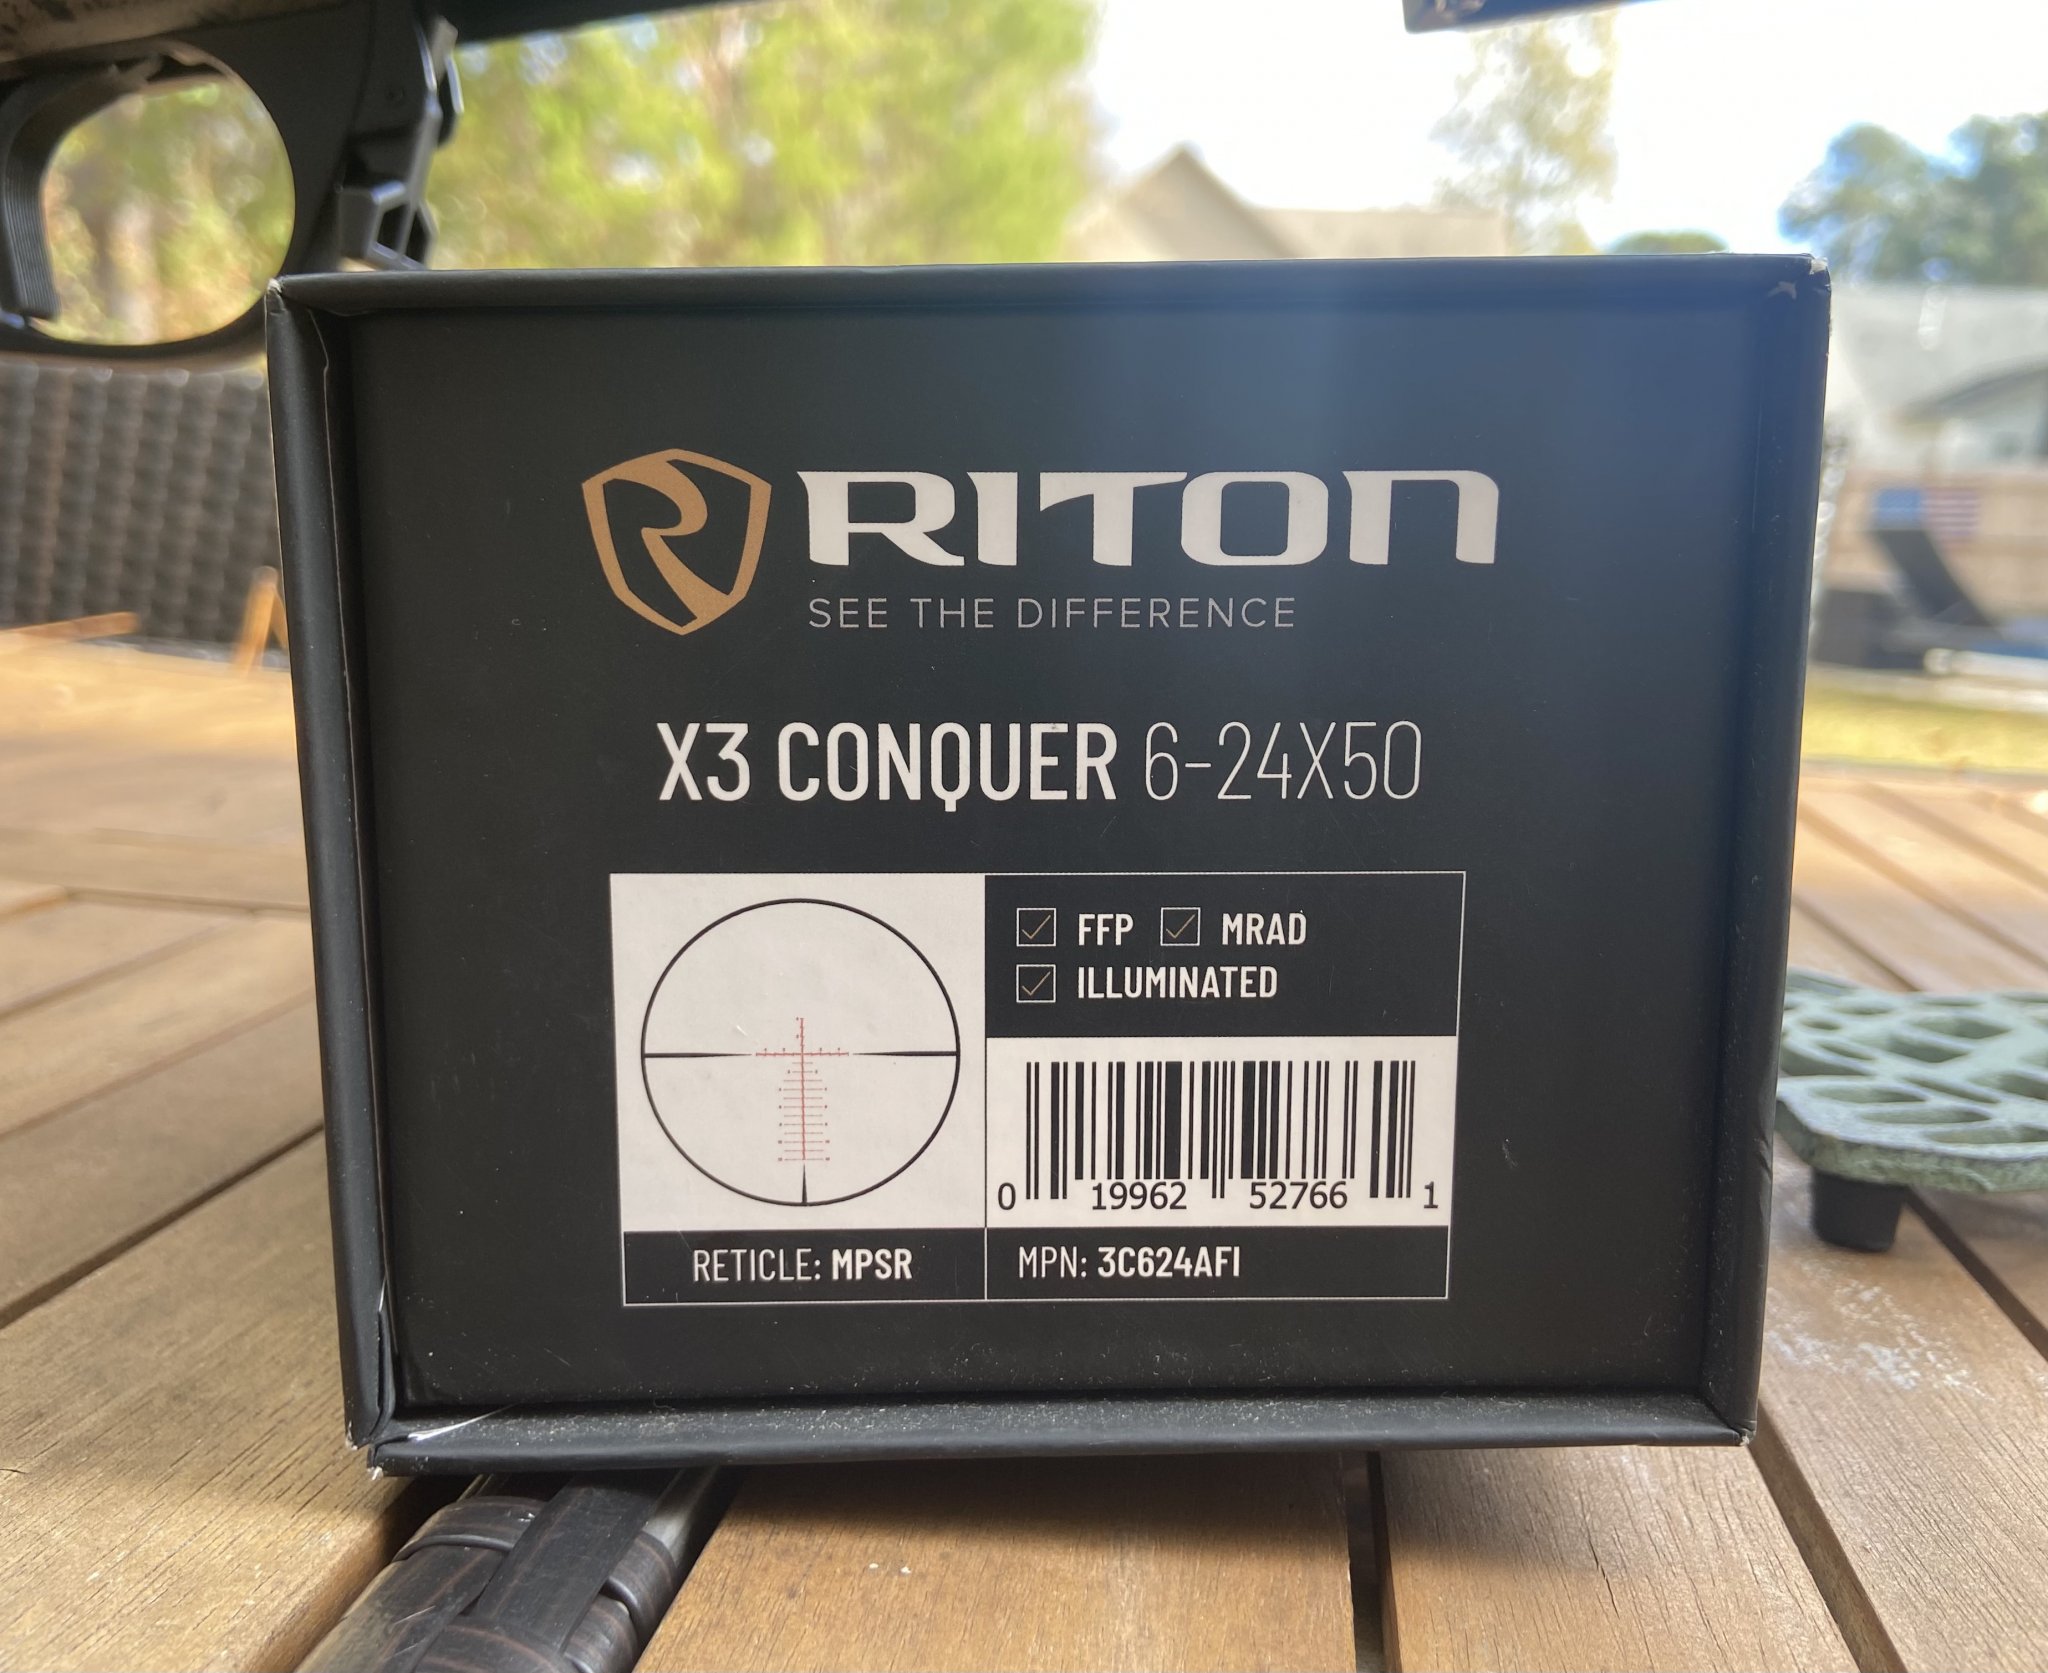 RITON
SEE THE DIFFERENCE
X3 CONQUER 6-24X50
FFP MRAD
ILLUMINATED
0 19962 52766 1
RETICLE: MPSR
MPN: 3C624AFI